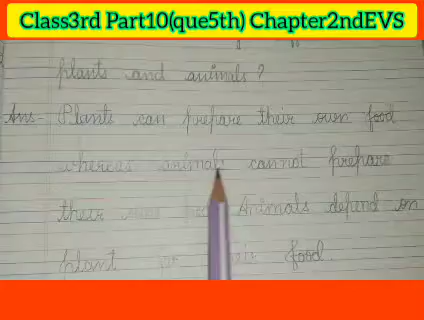 Class3rd Part10(que5th) Chapter2ndEVS
plants and animals ?
Ans- Plants can prepare their own food
whereas animals cannot prepare
their Animals depend on
plant food.